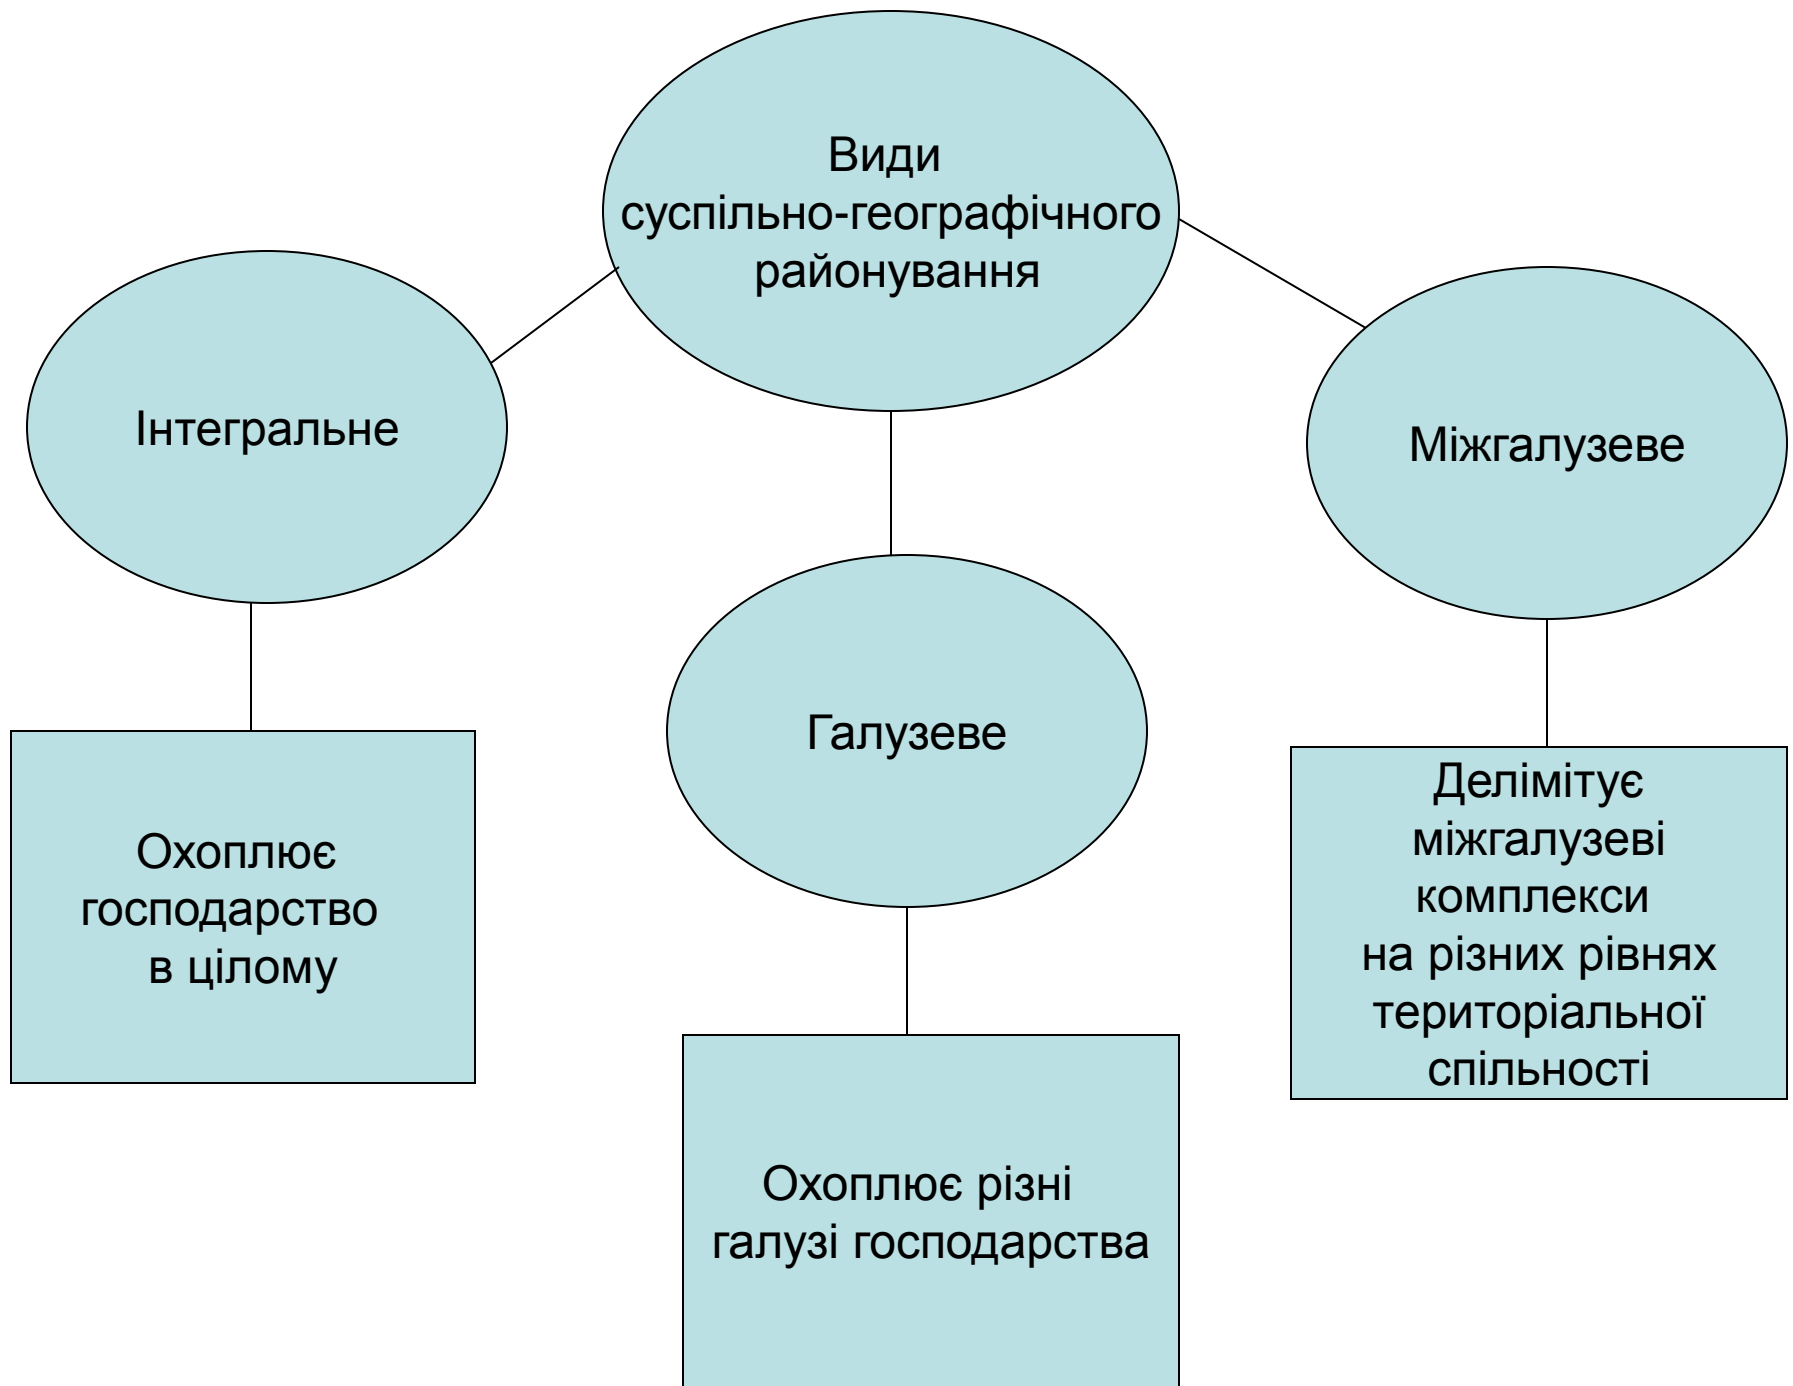 Види
суспільно-географічного
районування
Інтегральне
Міжгалузеве
Галузеве
Охоплює
господарство
в цілому
Делімітує
міжгалузеві
комплекси
на різних рівнях
територіальної
спільності
Охоплює різні
галузі господарства